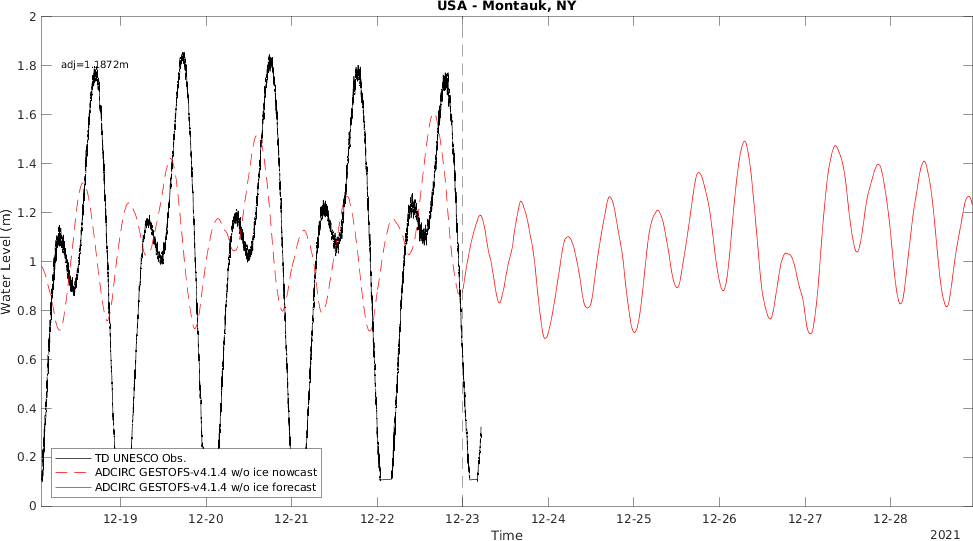 USA - Montauk, NY
2
1.8
1.6
1.4
1.2
1
0.8
0.6
0.4
0.2
0
Water Level (m)
adj=1.1872m
TD UNESCO Obs.
ADCIRC GESTOFS-v4.1.4 w/o ice nowcast
ADCIRC GESTOFS-v4.1.4 w/o ice forecast
12-19 12-20 12-21 12-22 12-23 12-24 12-25 12-26 12-27 12-28
Time
2021